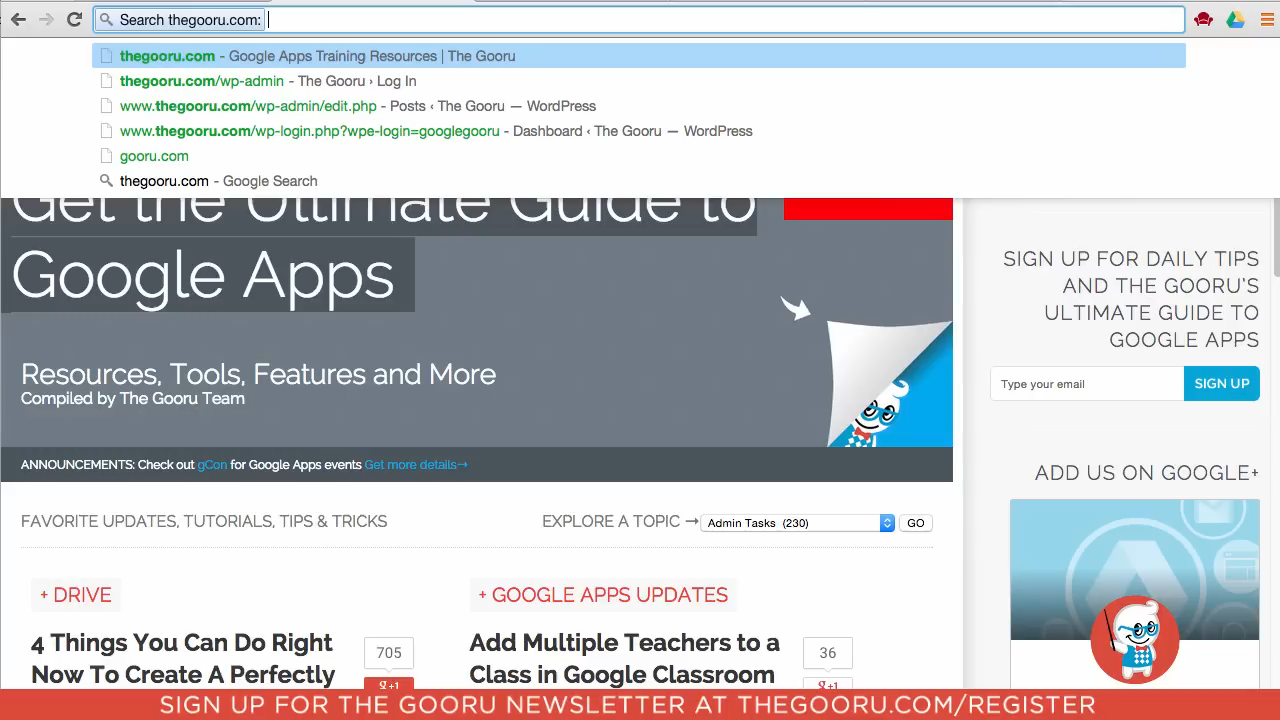 Search thegooru.com:
thegooru.com - Google Apps Training Resources | The Gooru
thegooru.com/wp-admin - The Gooru › Log In
www.thegooru.com/wp-admin/edit.php - Posts ‹ The Gooru — WordPress
www.thegooru.com/wp-login.php?wpe-login=googlegooru - Dashboard ‹ The Gooru — WordPress
gooru.com
thegooru.com - Google Search
Get the Ultimate Guide to
Google Apps
Resources, Tools, Features and More
Compiled by The Gooru Team
ANNOUNCEMENTS: Check out gCon for Google Apps events Get more details→
SIGN UP FOR DAILY TIPS
AND THE GOORU'S
ULTIMATE GUIDE TO
GOOGLE APPS
Type your email SIGN UP
ADD US ON GOOGLE+
FAVORITE UPDATES, TUTORIALS, TIPS & TRICKS
EXPLORE A TOPIC → Admin Tasks (230) GO
+ DRIVE
4 Things You Can Do Right
Now To Create A Perfectly
705
g+1
+ GOOGLE APPS UPDATES
Add Multiple Teachers to a
Class in Google Classroom
36
g+1
SIGN UP FOR THE GOORU NEWSLETTER AT THEGOORU.COM/REGISTER